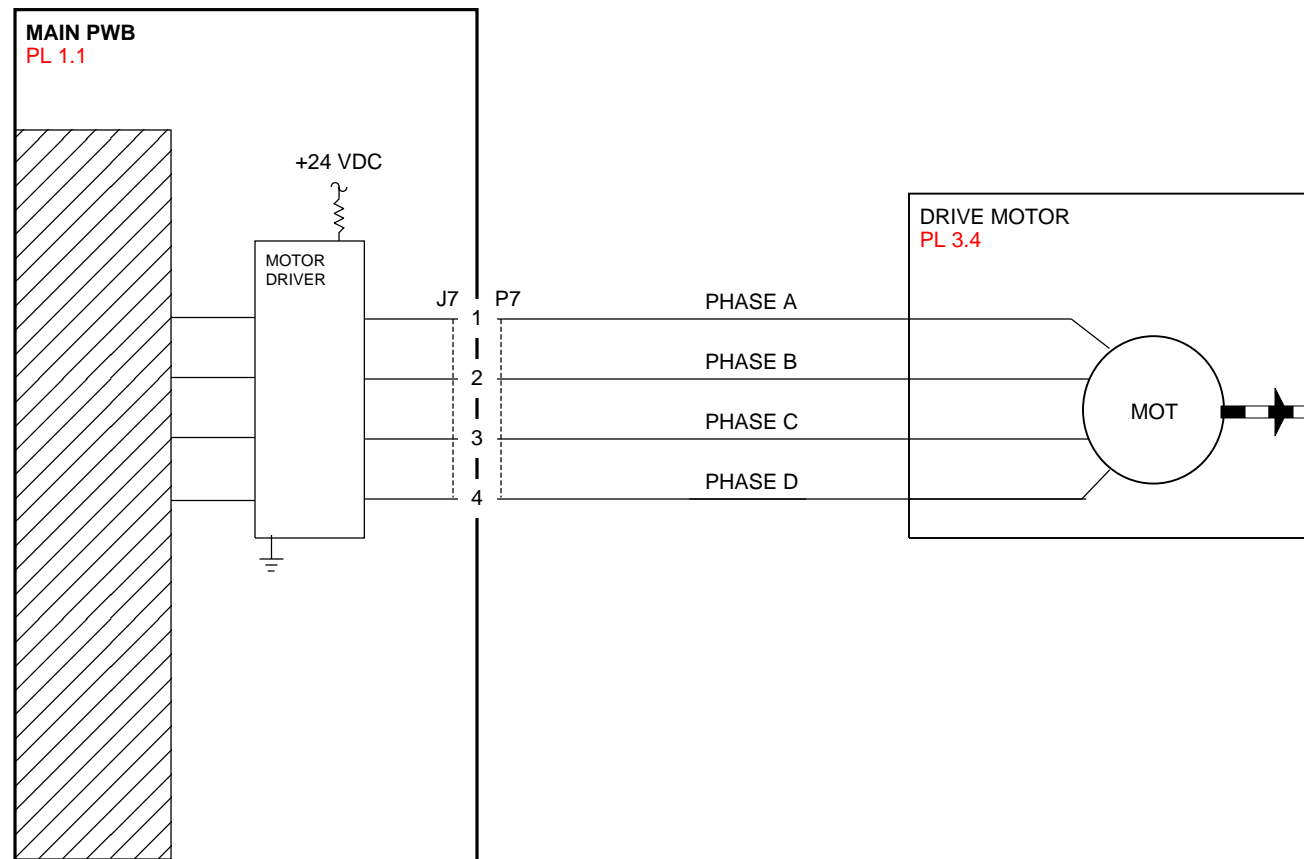 MAIN PWB
PL 1.1
+24 VDC
MOTOR
DRIVER
J7
P7
1
2
3
4
PHASE A
PHASE B
PHASE C
PHASE D
DRIVE MOTOR
PL 3.4
MOT